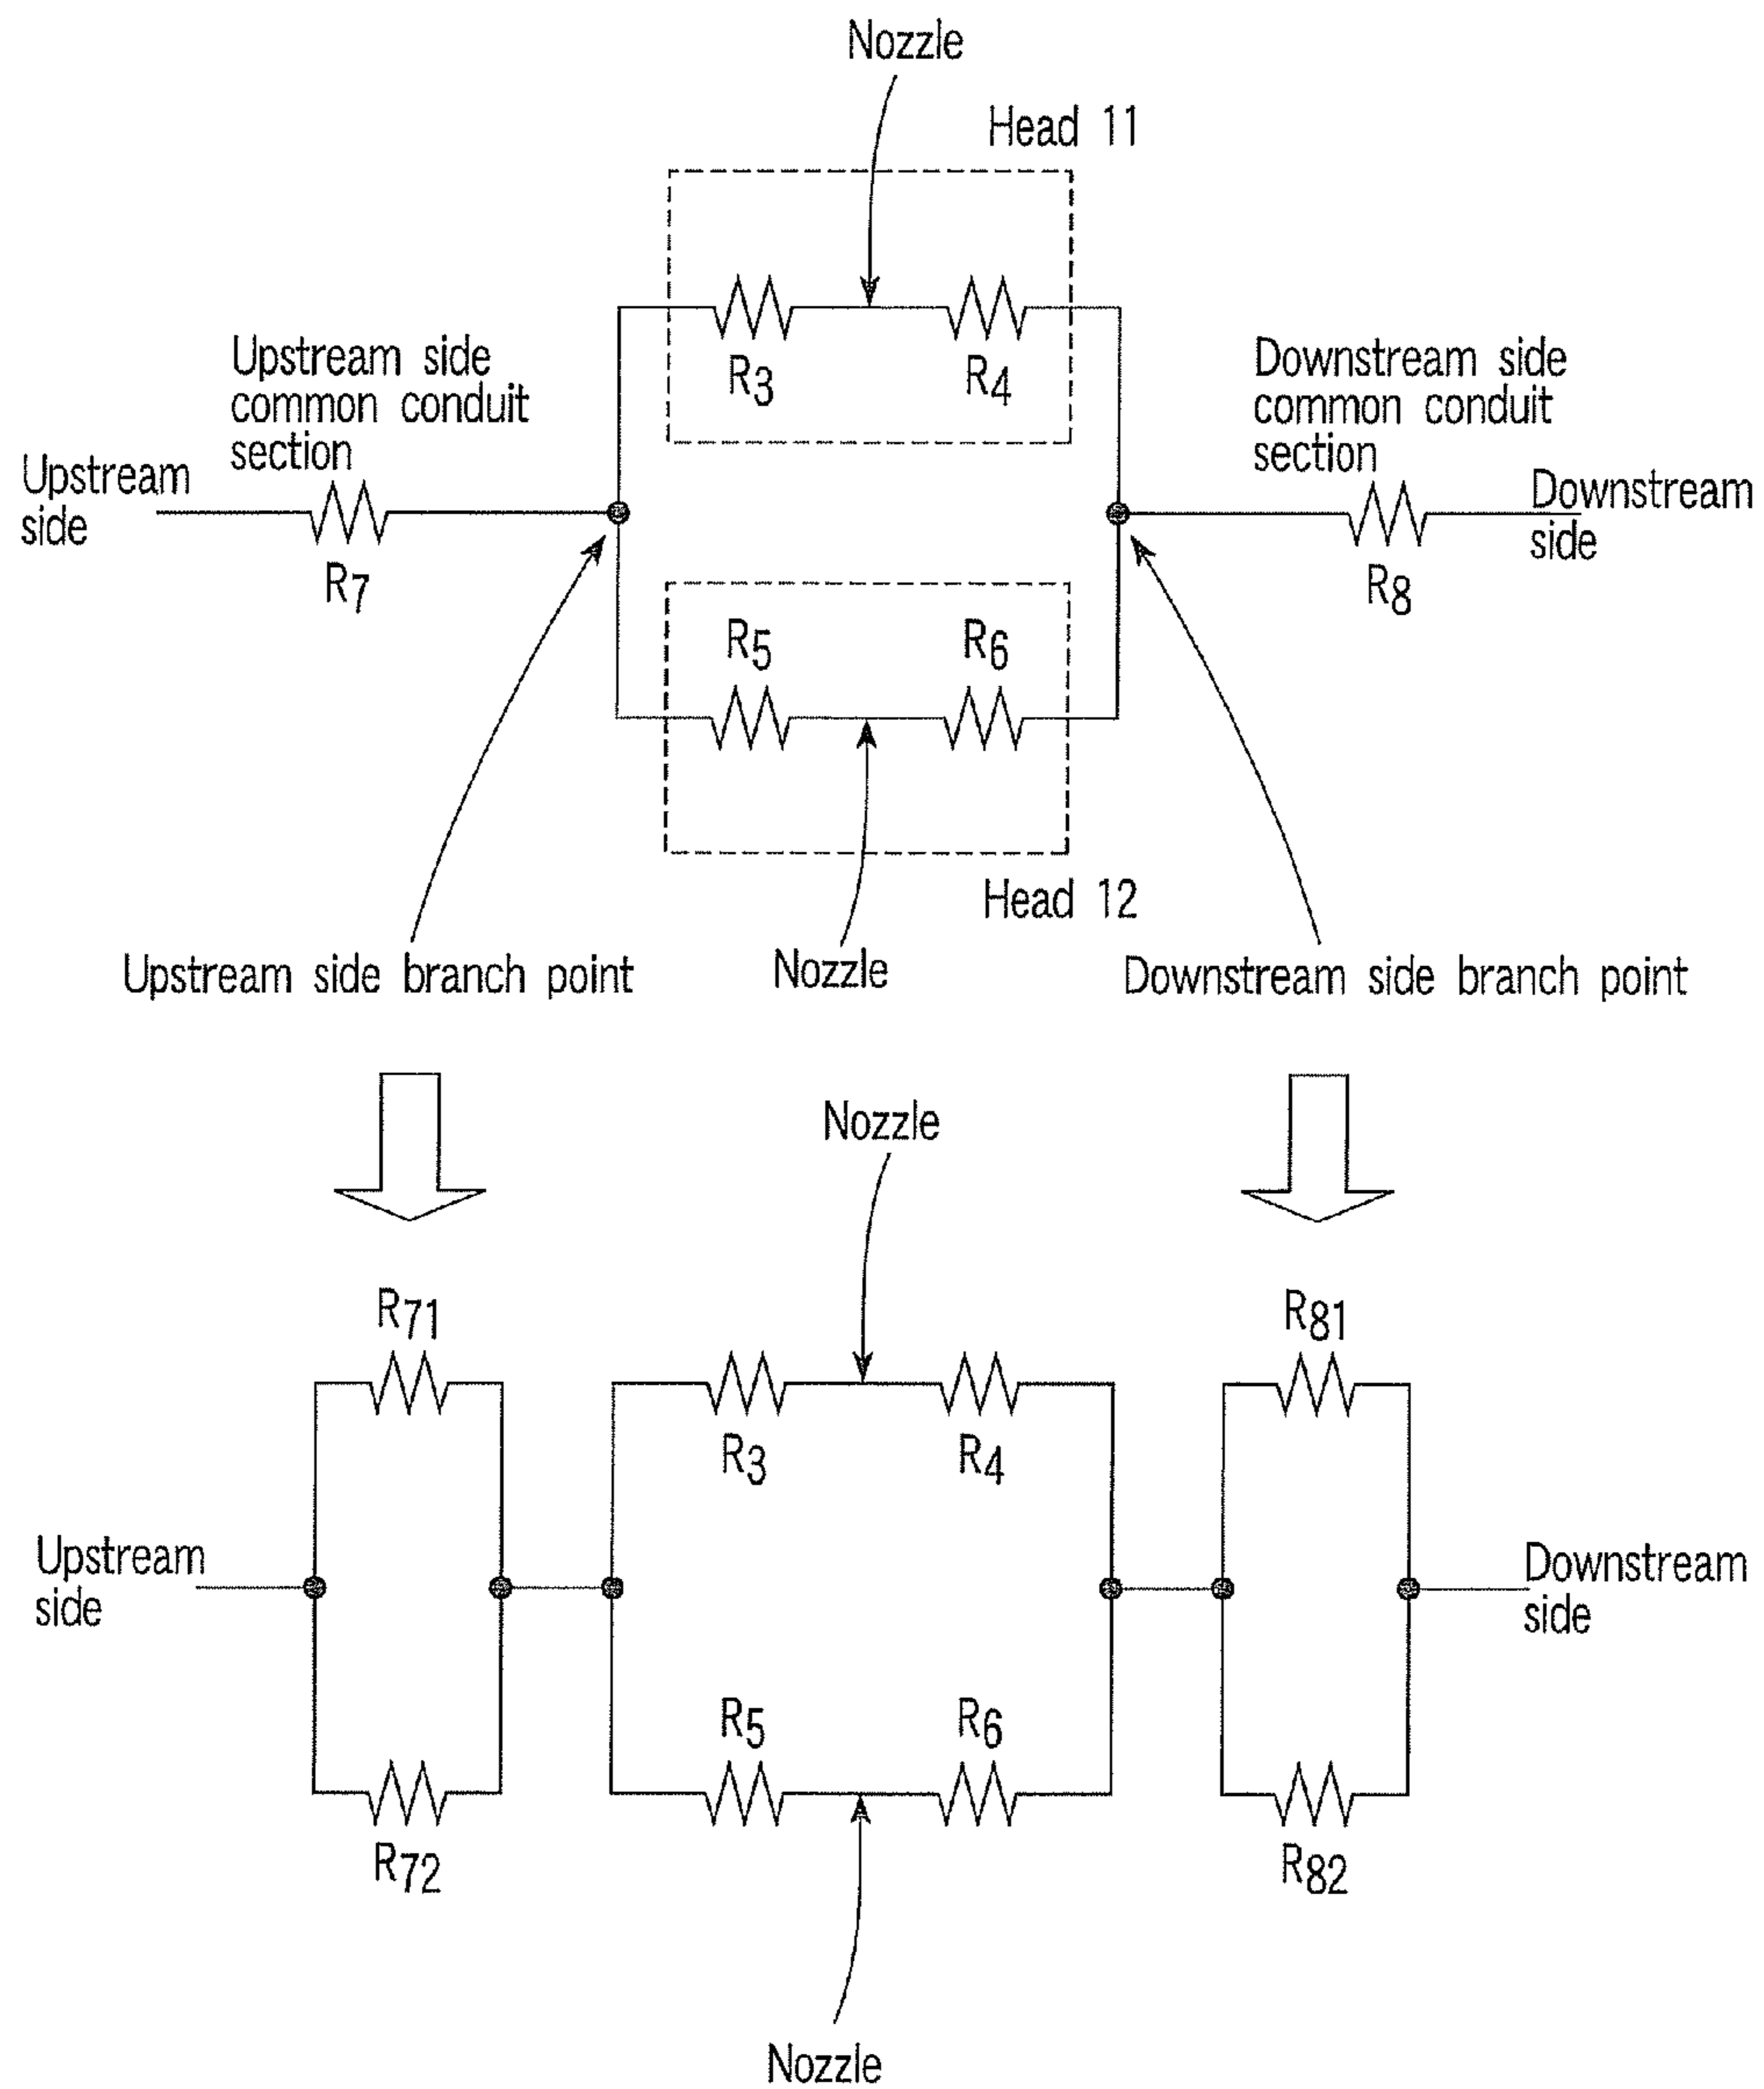 Nozzle
Head 11
R3
R4
Upstream side
common conduit
section
Downstream side
common conduit
section
Upstream
side
Downstream
side
R7
R8
R5
R6
Head 12
Nozzle
Upstream side branch point
Downstream side branch point
Nozzle
R71
R81
R3
R4
Upstream
side
Downstream
side
R5
R6
R72
R82
Nozzle